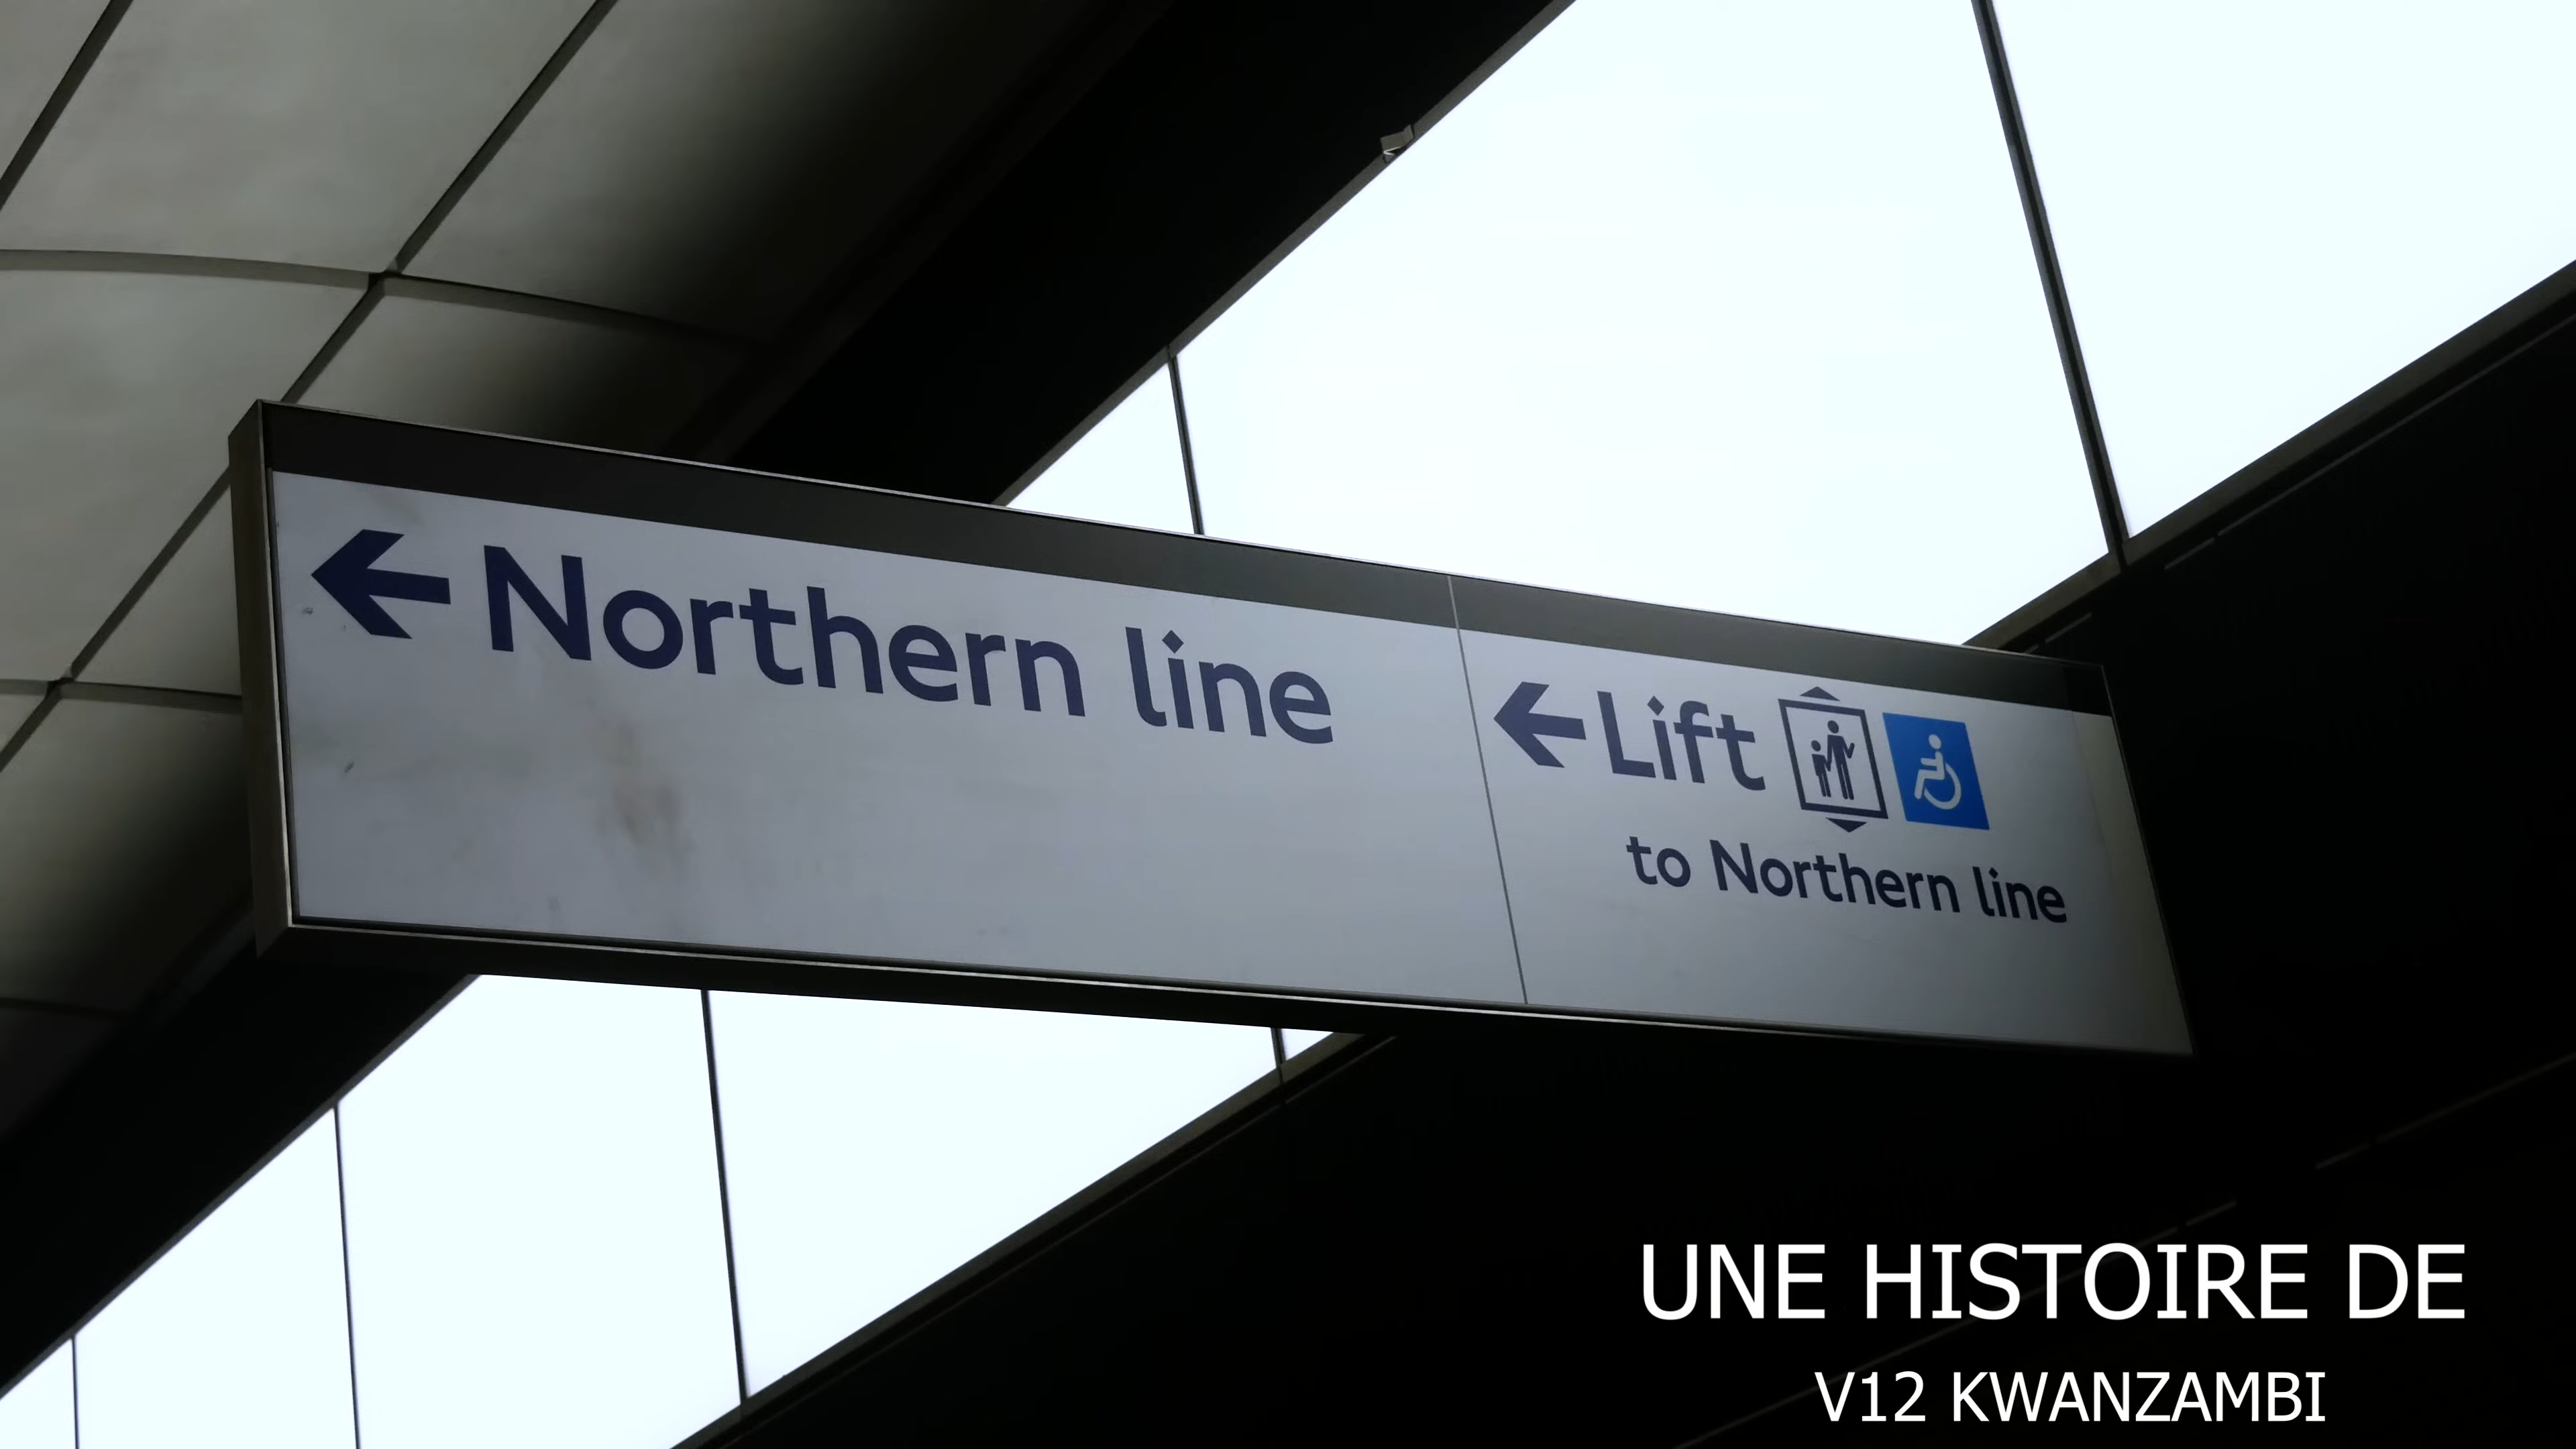 Northern line
Lift
to Northern line
UNE HISTOIRE DE
V12 KWANZAMBI